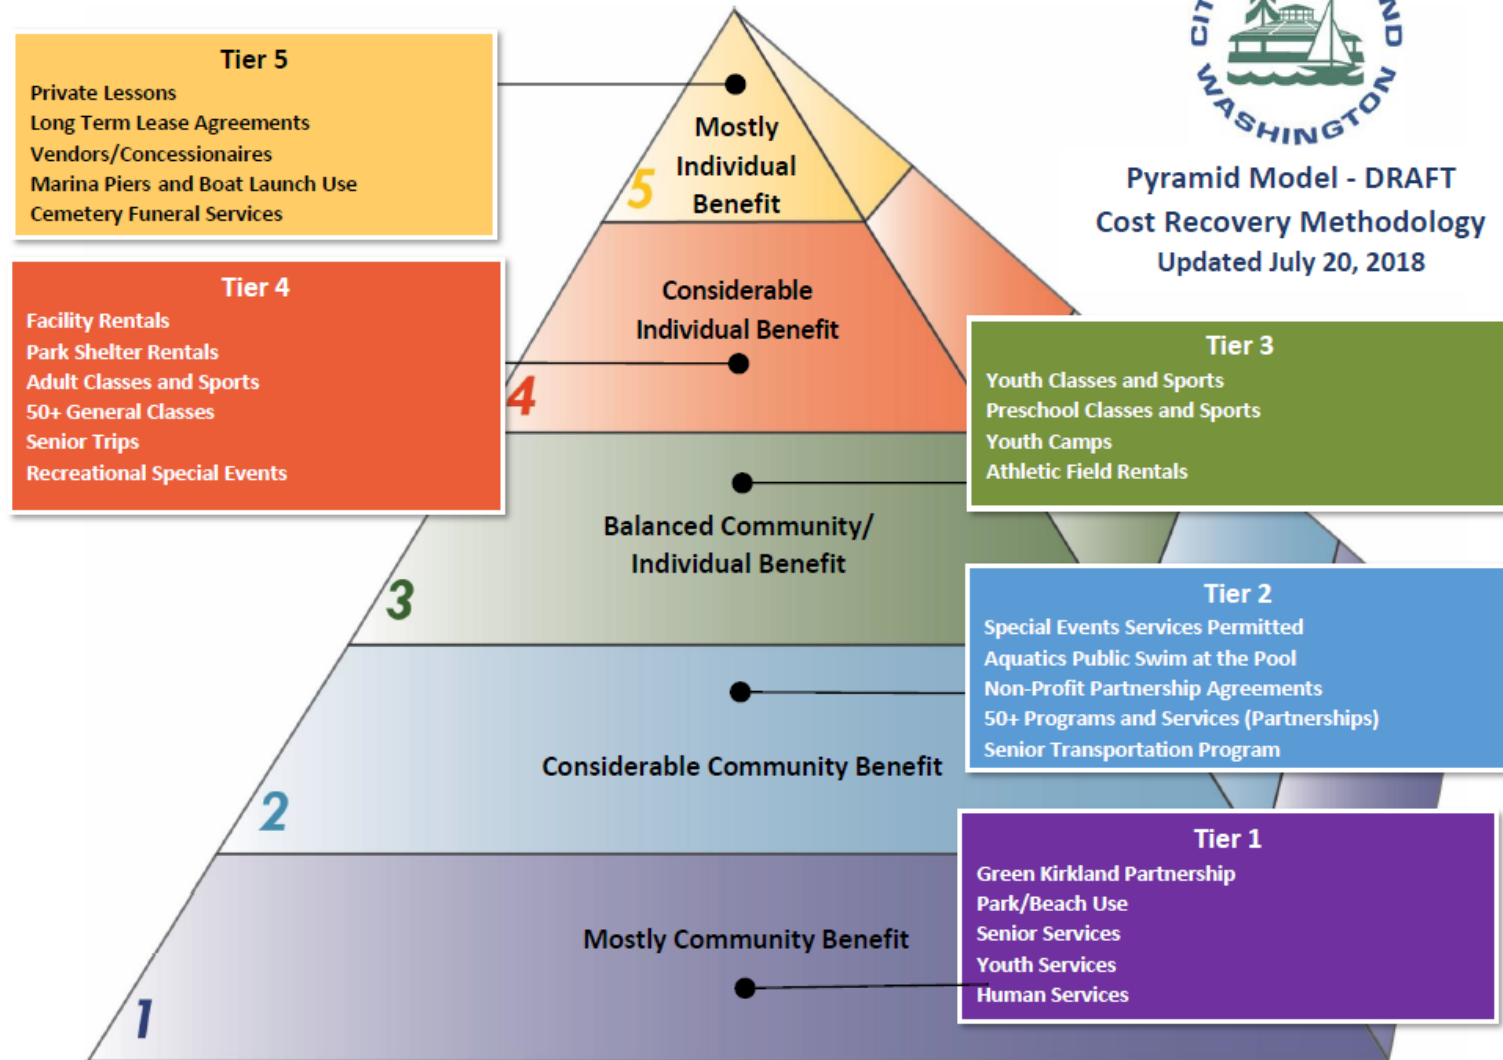 Tier 5
Private Lessons
Long Term Lease Agreements
Vendors/Concessionaires
Marina Piers and Boat Launch Use
Cemetery Funeral Services
WASHINGTON
Pyramid Model - DRAFT
Cost Recovery Methodology
Updated July 20, 2018
Mostly
Individual
Benefit
5
Tier 4
Facility Rentals
Park Shelter Rentals
Adult Classes and Sports
50+ General Classes
Senior Trips
Recreational Special Events
Considerable
Individual Benefit
4
Tier 3
Youth Classes and Sports
Preschool Classes and Sports
Youth Camps
Athletic Field Rentals
Balanced Community/
Individual Benefit
3
Tier 2
Special Events Services Permitted
Aquatics Public Swim at the Pool
Non-Profit Partnership Agreements
50+ Programs and Services (Partnerships)
Senior Transportation Program
Considerable Community Benefit
2
Tier 1
Green Kirkland Partnership
Park/Beach Use
Senior Services
Youth Services
Human Services
Mostly Community Benefit
1